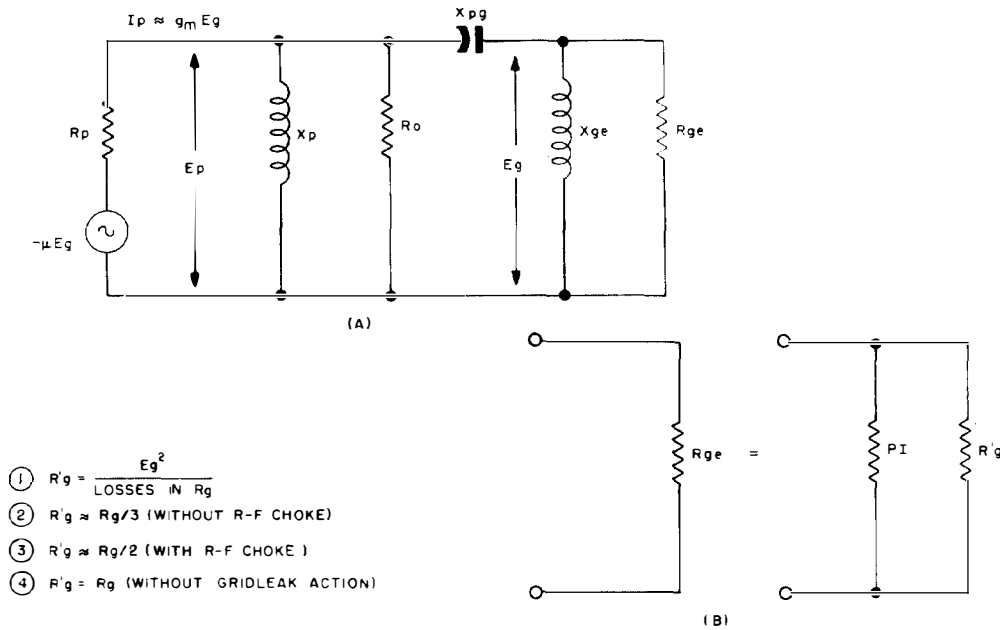 Ip ≈ gm Eg
Xpg
Rp
Ep
Xp
Ro
Eg
Xge
Rge
-μEg
(A)
Rge
=
PI
R'g
① R'g = Eg² / LOSSES IN Rg
② R'g ≈ Rg/3 (WITHOUT R-F CHOKE)
③ R'g ≈ Rg/2 (WITH R-F CHOKE)
④ R'g = Rg (WITHOUT GRIDLEAK ACTION)
(B)